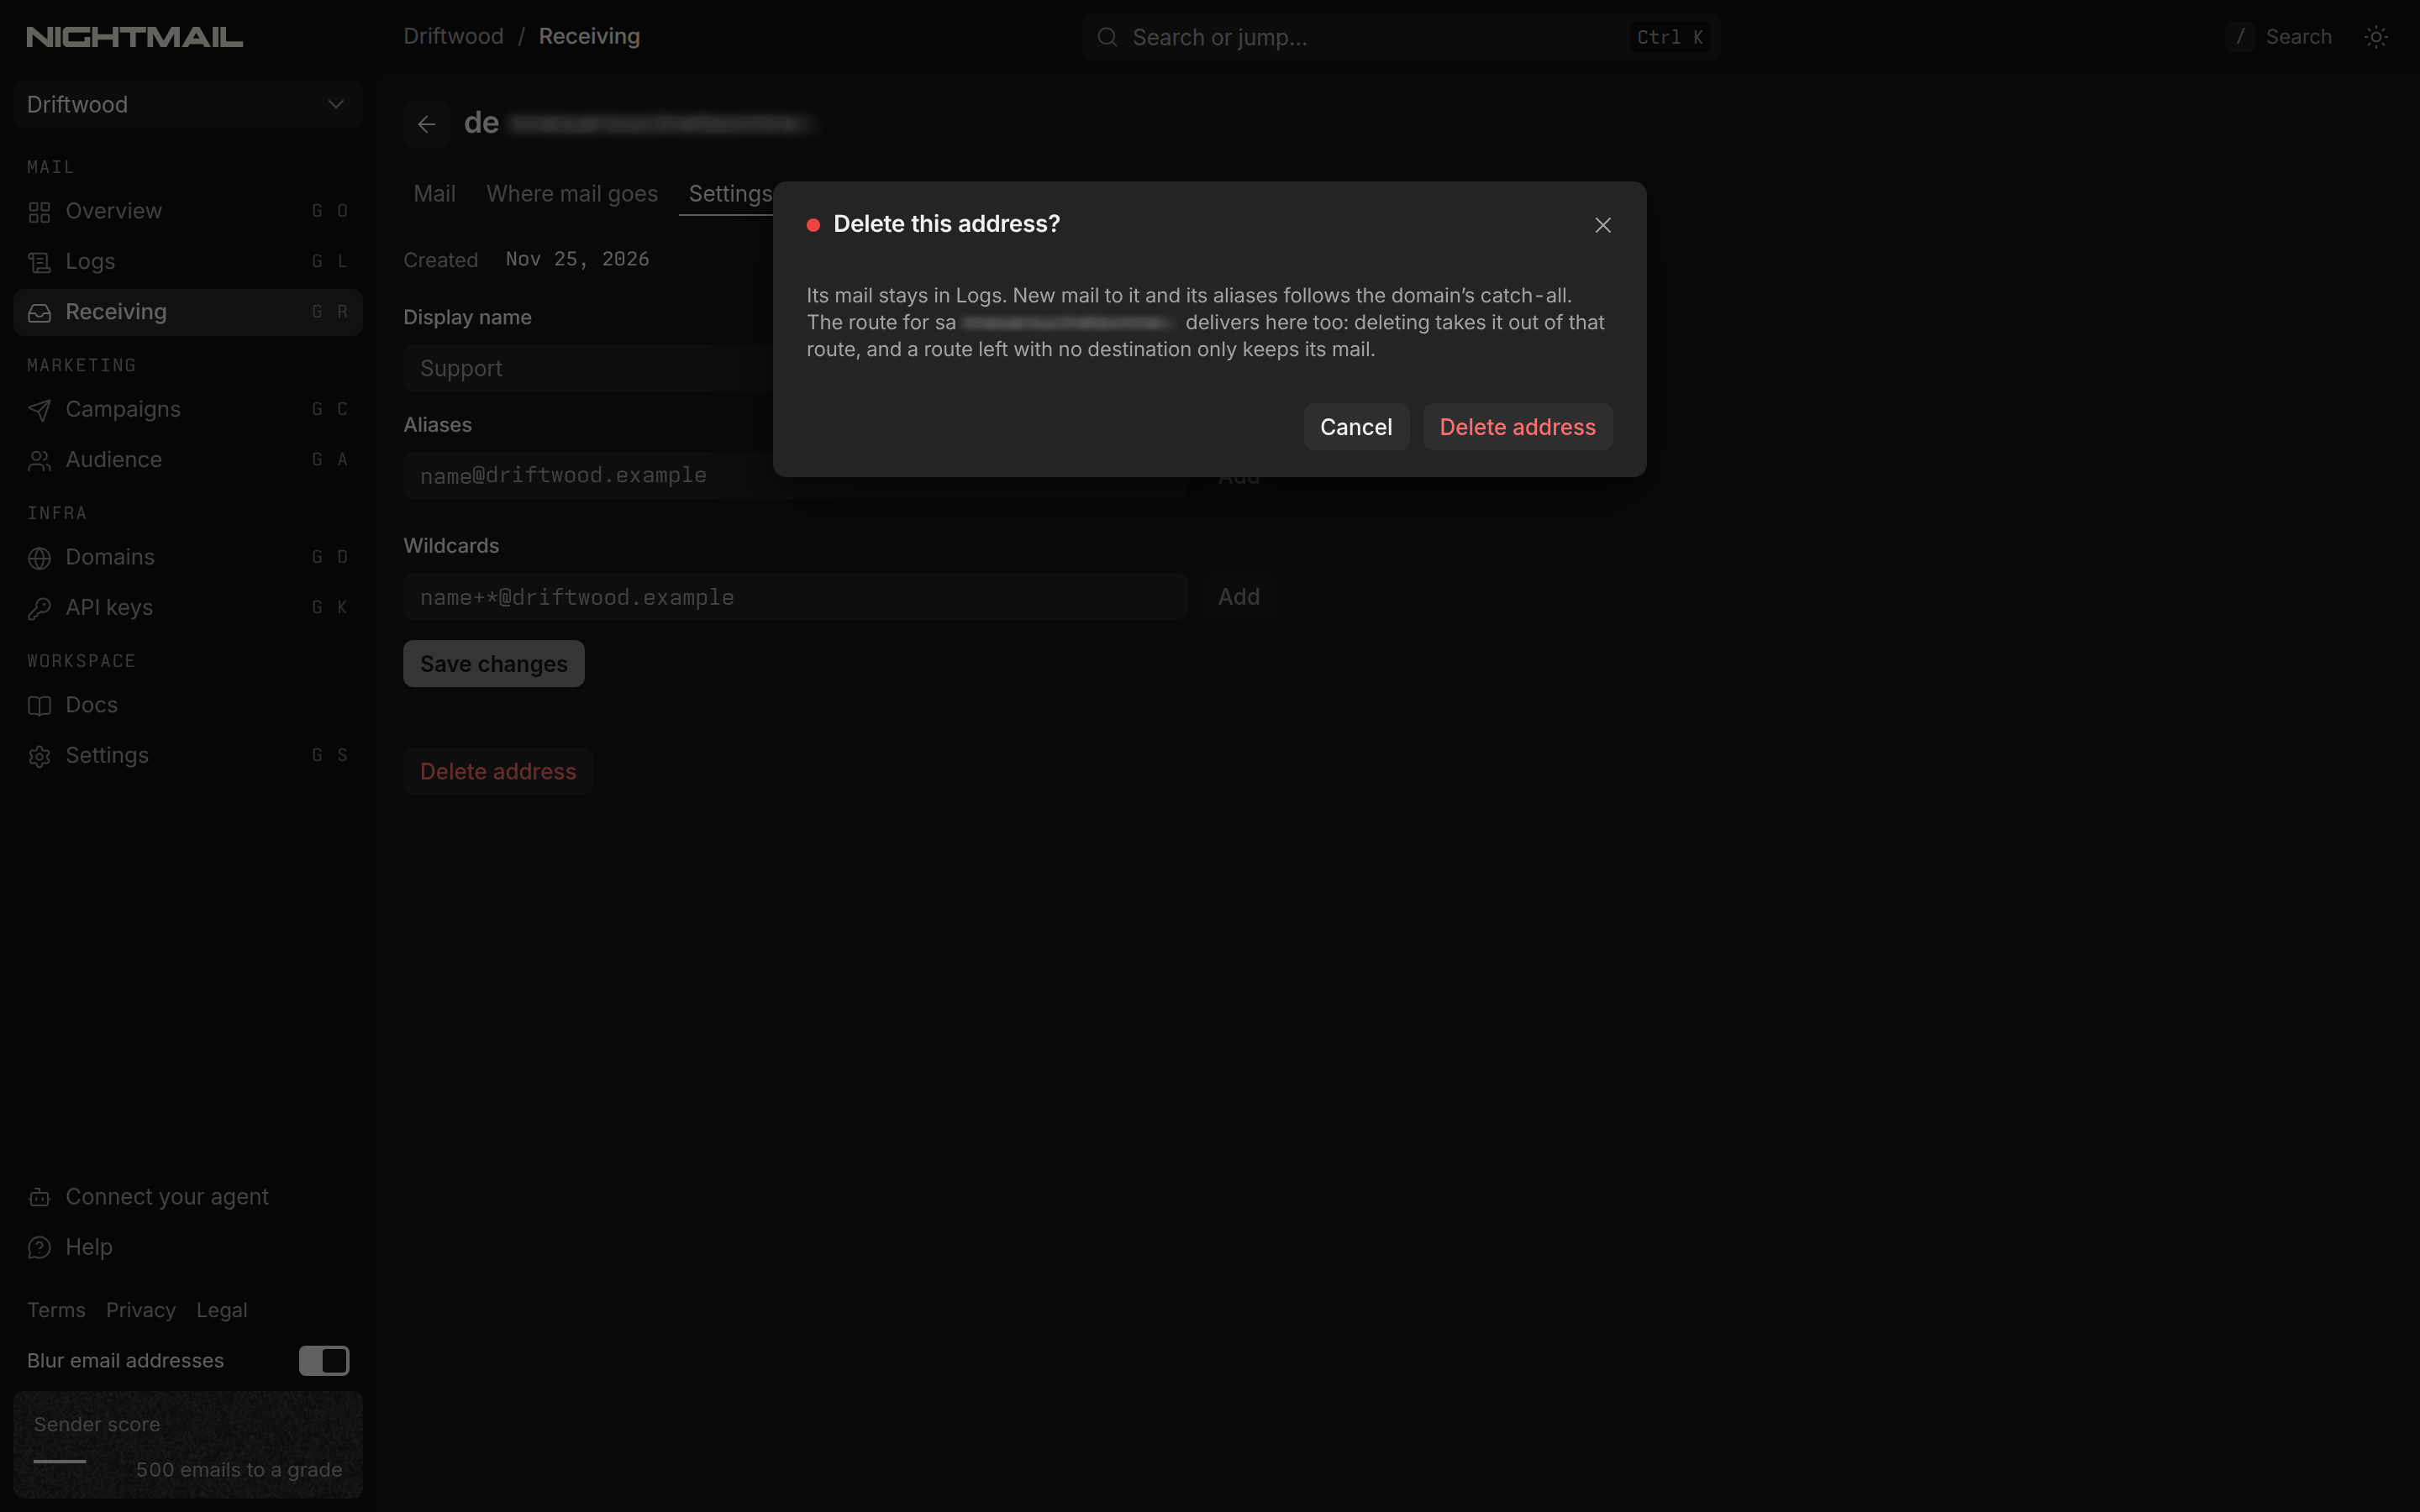 NIGHTMAIL
Driftwood / Receiving
Search or jump...
Ctrl K
/ Search
Driftwood
MAIL
Overview G O
Logs G L
Receiving G R
MARKETING
Campaigns G C
Audience G A
INFRA
Domains G D
API keys G K
WORKSPACE
Docs
Settings G S
Connect your agent
Help
Terms Privacy Legal
Blur email addresses
Sender score
500 emails to a grade
de
Mail Where mail goes Settings
Created Nov 25, 2026
Display name
Support
Aliases
name@driftwood.example Add
Wildcards
name+*@driftwood.example Add
Save changes
Delete address
Delete this address?
Its mail stays in Logs. New mail to it and its aliases follows the domain’s catch-all.
The route for sa delivers here too: deleting takes it out of that
route, and a route left with no destination only keeps its mail.
Cancel Delete address